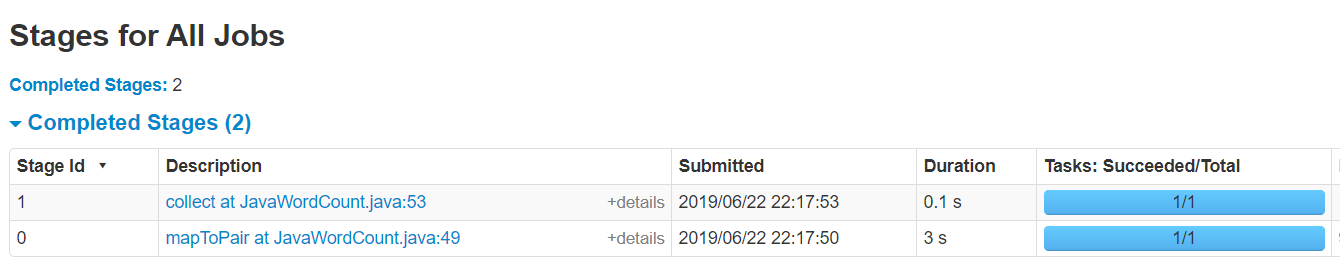 Stages for All Jobs
Completed Stages: 2
Completed Stages (2)
Stage Id Description Submitted Duration Tasks: Succeeded/Total
1 collect at JavaWordCount.java:53 +details 2019/06/22 22:17:53 0.1 s 1/1
0 mapToPair at JavaWordCount.java:49 +details 2019/06/22 22:17:50 3 s 1/1